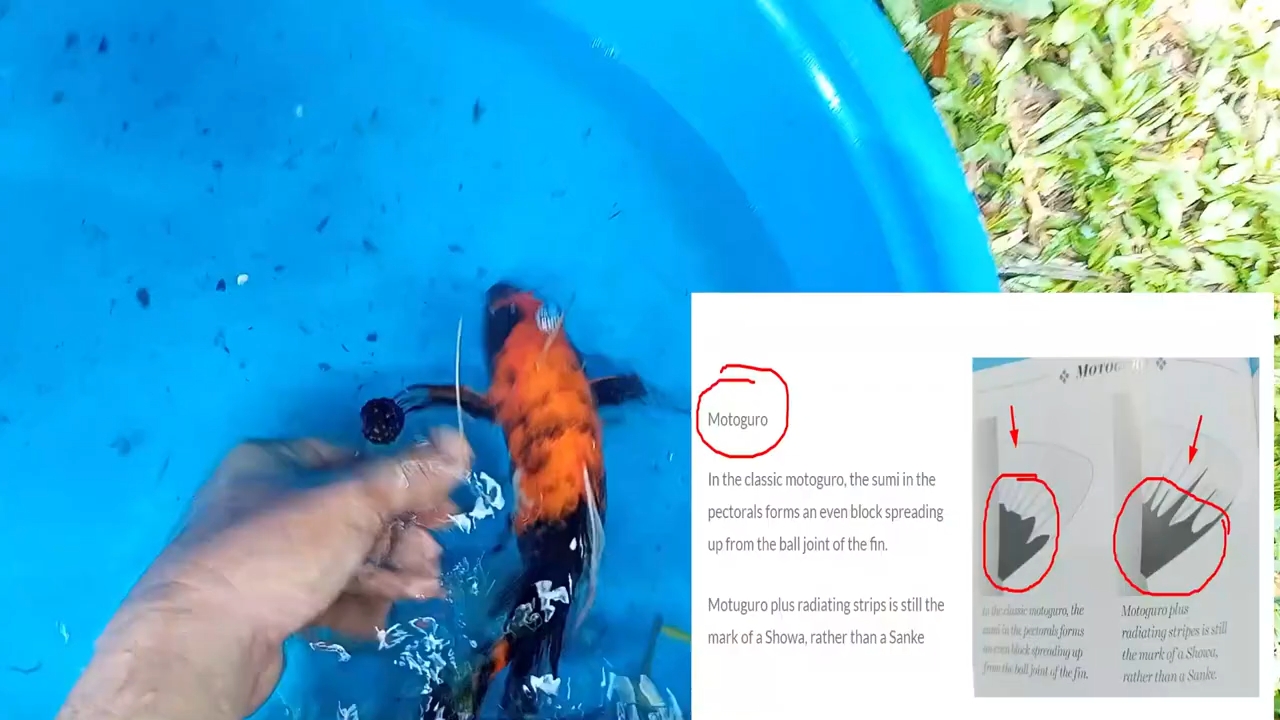 Motoguro
In the classic motoguro, the sumi in the
pectorals forms an even block spreading
up from the ball joint of the fin.
Motuguro plus radiating strips is still the
mark of a Showa, rather than a Sanke
In the classic motoguro, the
sumi in the pectorals forms
an even block spreading up
from the ball joint of the fin.
Motoguro plus
radiating stripes is still
the mark of a Showa,
rather than a Sanke.